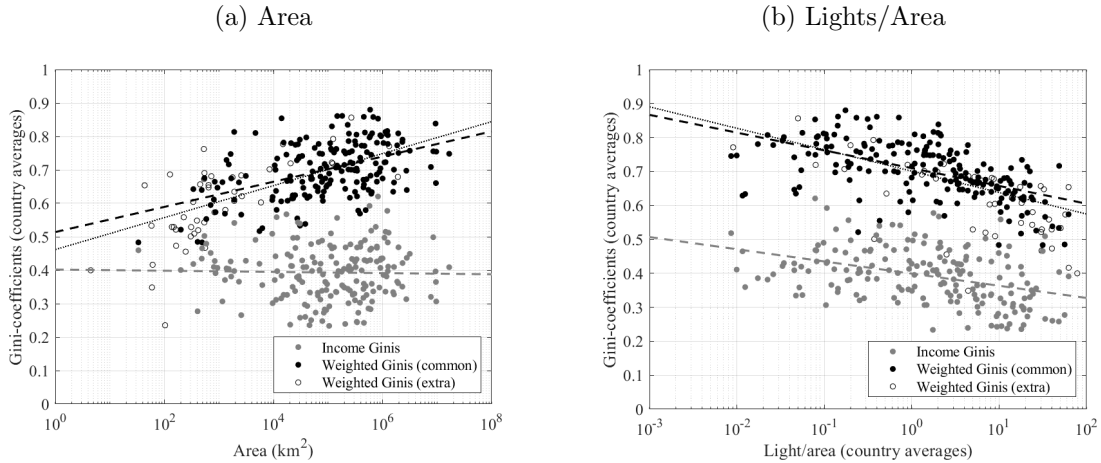 (a) Area
Gini-coefficients (country averages)
1
0.9
0.8
0.7
0.6
0.5
0.4
0.3
0.2
0.1
0
Income Ginis
Weighted Ginis (common)
Weighted Ginis (extra)
10^0 10^2 10^4 10^6 10^8
Area (km^2)
(b) Lights/Area
Gini-coefficients (country averages)
1
0.9
0.8
0.7
0.6
0.5
0.4
0.3
0.2
0.1
0
Income Ginis
Weighted Ginis (common)
Weighted Ginis (extra)
10^-3 10^-2 10^-1 10^0 10^1 10^2
Light/area (country averages)